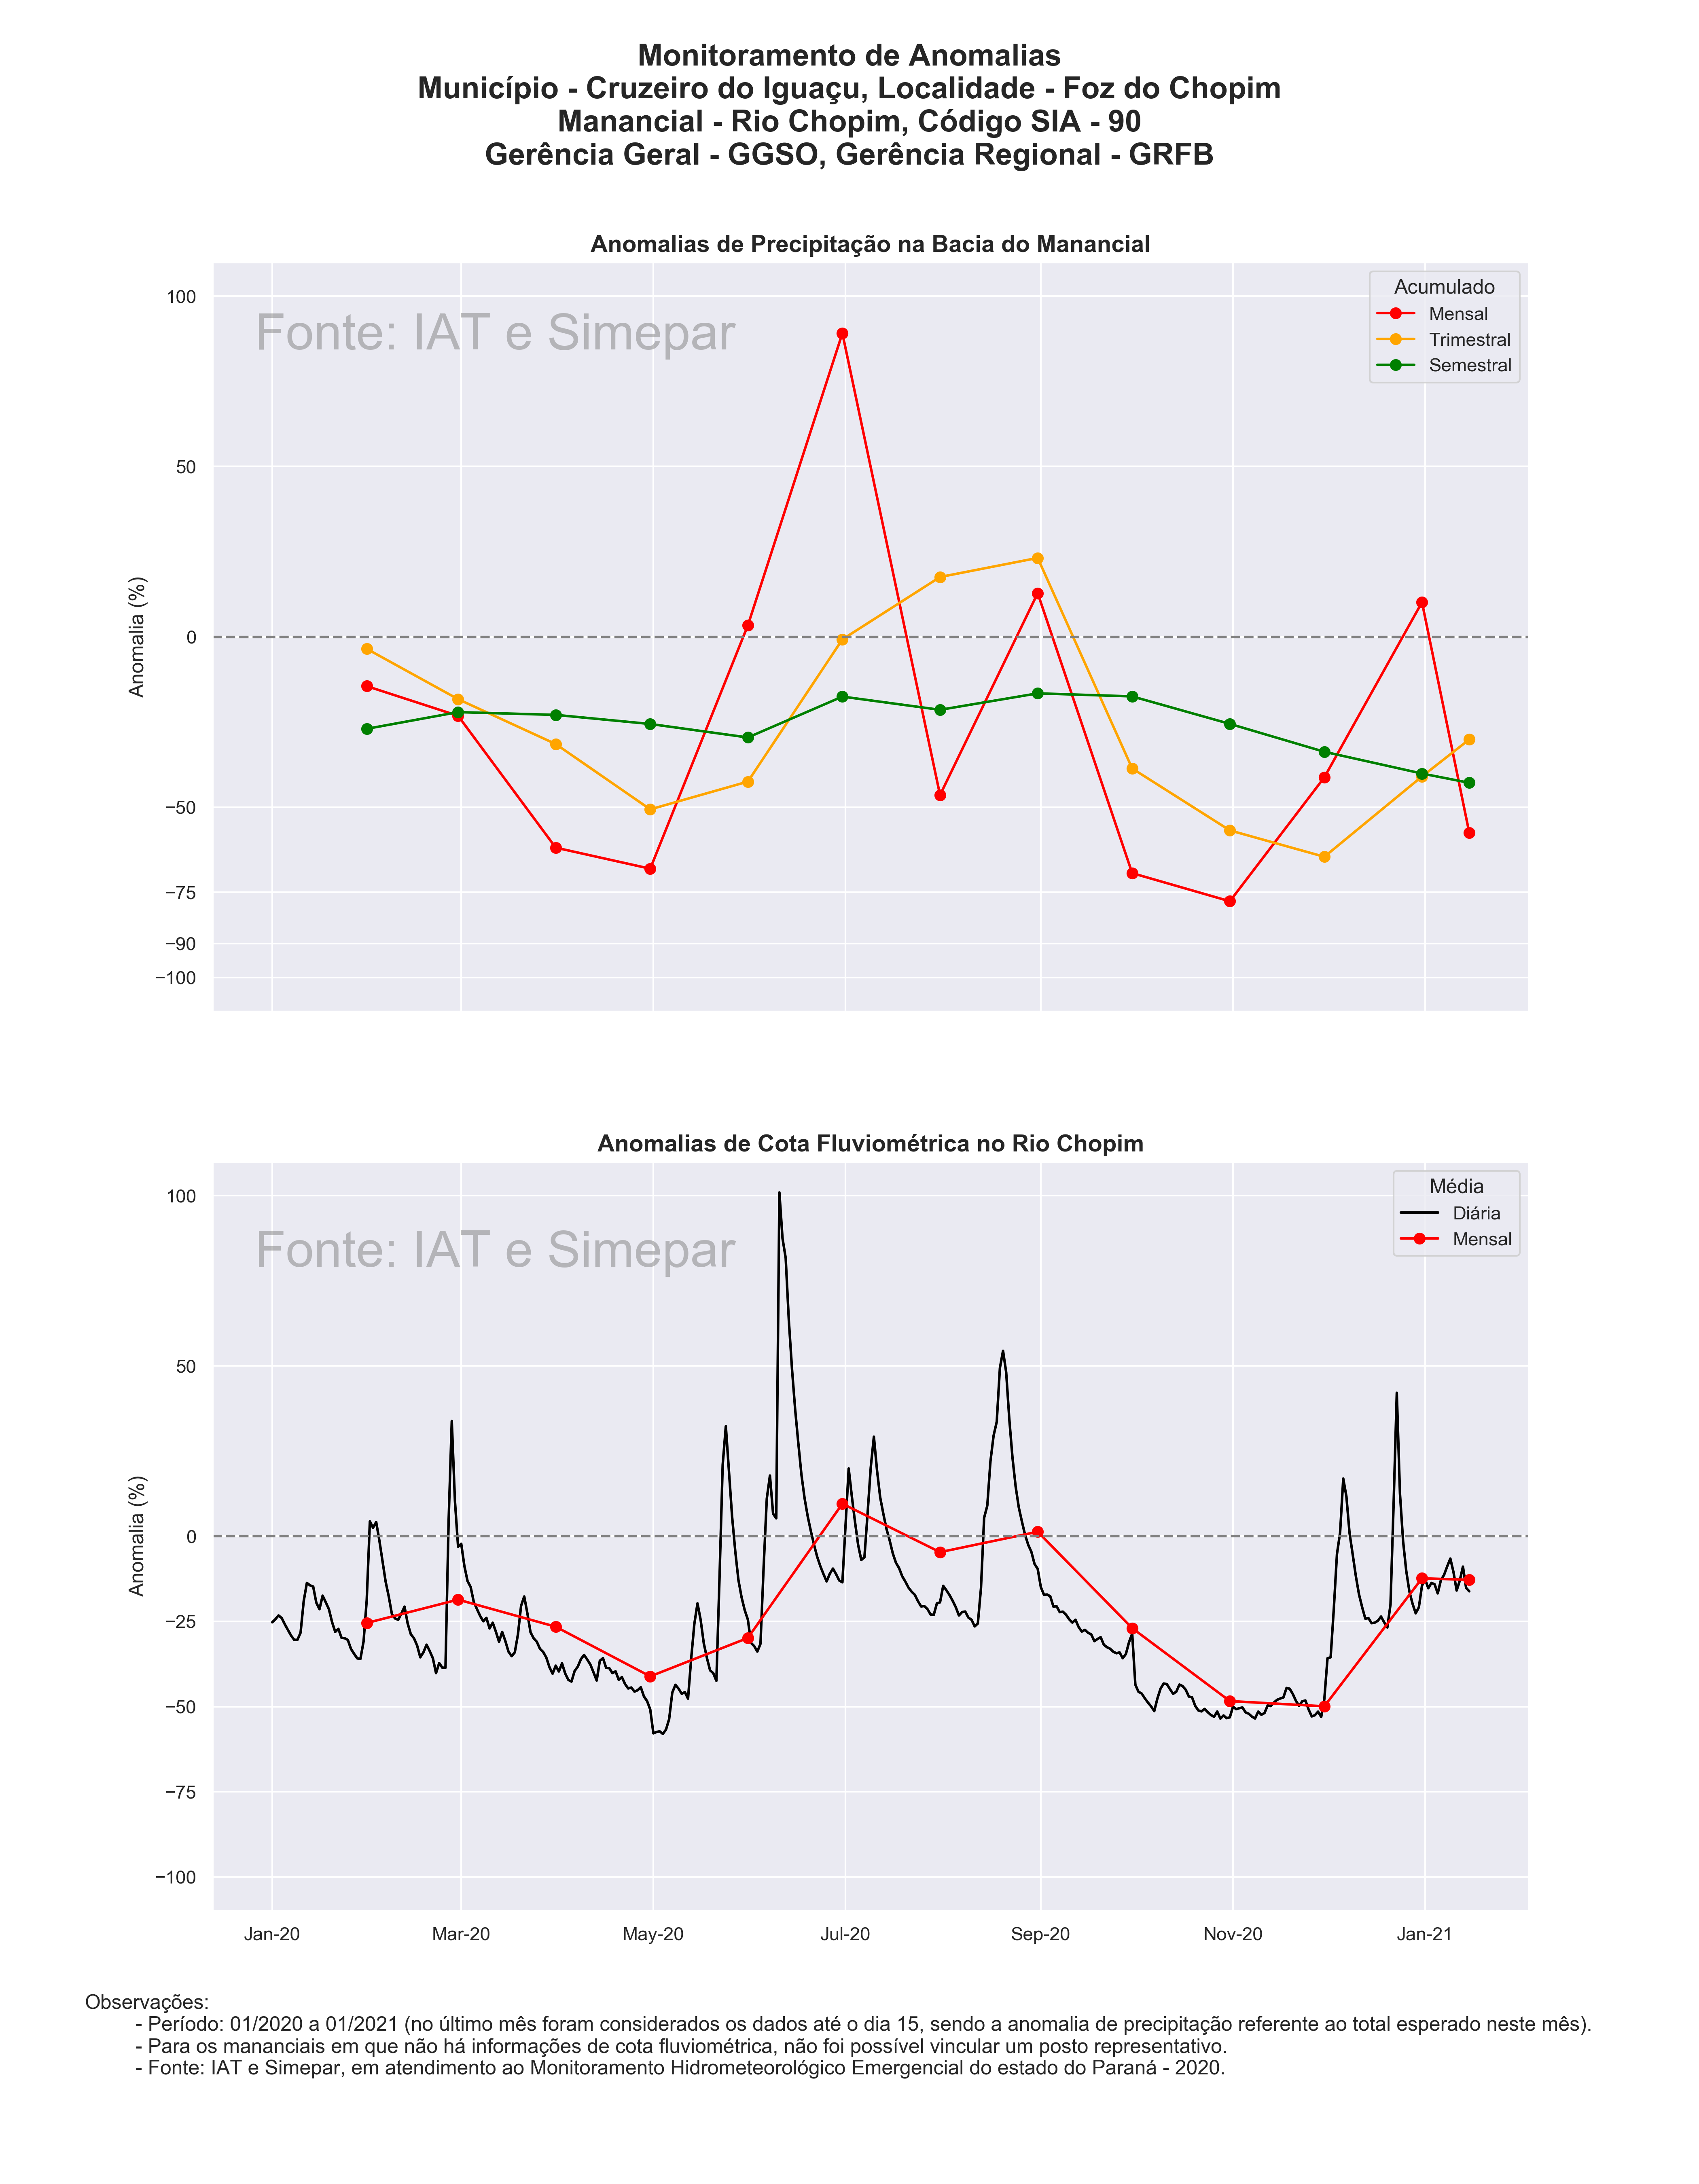 Monitoramento de Anomalias
Município - Cruzeiro do Iguaçu, Localidade - Foz do Chopim
Manancial - Rio Chopim, Código SIA - 90
Gerência Geral - GGSO, Gerência Regional - GRFB
Anomalias de Precipitação na Bacia do Manancial
Fonte: IAT e Simepar
Acumulado
Mensal
Trimestral
Semestral
Anomalia (%)
100
50
0
−50
−75
−90
−100
Anomalias de Cota Fluviométrica no Rio Chopim
Fonte: IAT e Simepar
Média
Diária
Mensal
Anomalia (%)
100
50
0
−25
−50
−75
−100
Jan-20 Mar-20 May-20 Jul-20 Sep-20 Nov-20 Jan-21
Observações:
- Período: 01/2020 a 01/2021 (no último mês foram considerados os dados até o dia 15, sendo a anomalia de precipitação referente ao total esperado neste mês).
- Para os mananciais em que não há informações de cota fluviométrica, não foi possível vincular um posto representativo.
- Fonte: IAT e Simepar, em atendimento ao Monitoramento Hidrometeorológico Emergencial do estado do Paraná - 2020.